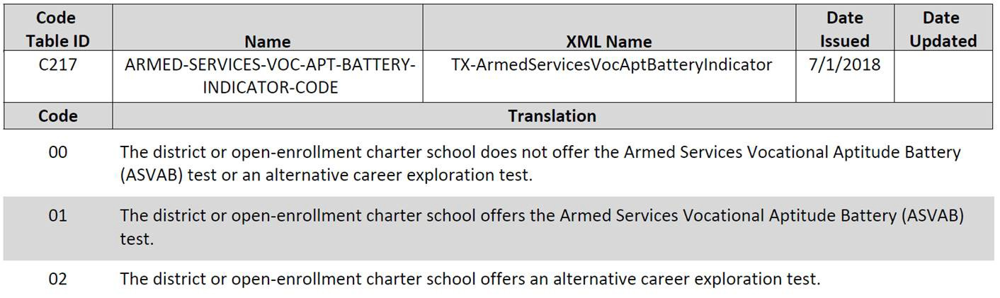 Code Table ID Name XML Name Date Issued Date Updated
C217 ARMED-SERVICES-VOC-APT-BATTERY- TX-ArmedServicesVocAptBatteryIndicator 7/1/2018
INDICATOR-CODE
Code Translation
00 The district or open-enrollment charter school does not offer the Armed Services Vocational Aptitude Battery
(ASVAB) test or an alternative career exploration test.
01 The district or open-enrollment charter school offers the Armed Services Vocational Aptitude Battery (ASVAB)
test.
02 The district or open-enrollment charter school offers an alternative career exploration test.